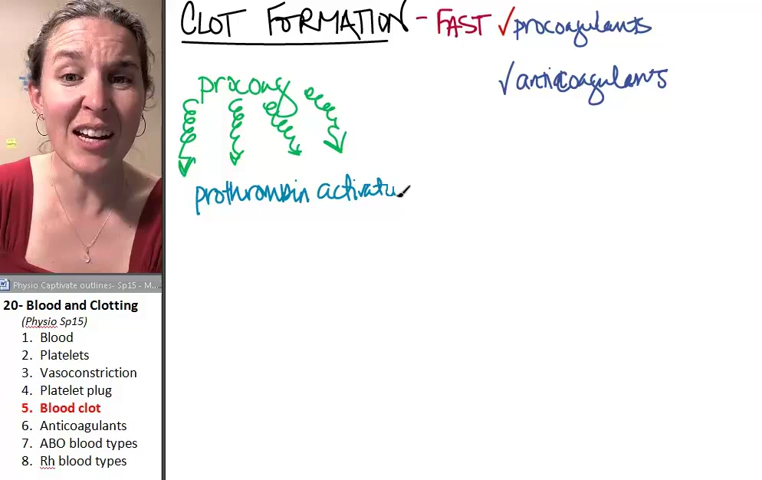 CLOT FORMATION - FAST ✓procoagulants
✓anticoagulants
procoag
prothrombin activatu
Physio Captivate outlines- Sp15 - M...
20- Blood and Clotting
(Physio Sp15)
1. Blood
2. Platelets
3. Vasoconstriction
4. Platelet plug
5. Blood clot
6. Anticoagulants
7. ABO blood types
8. Rh blood types